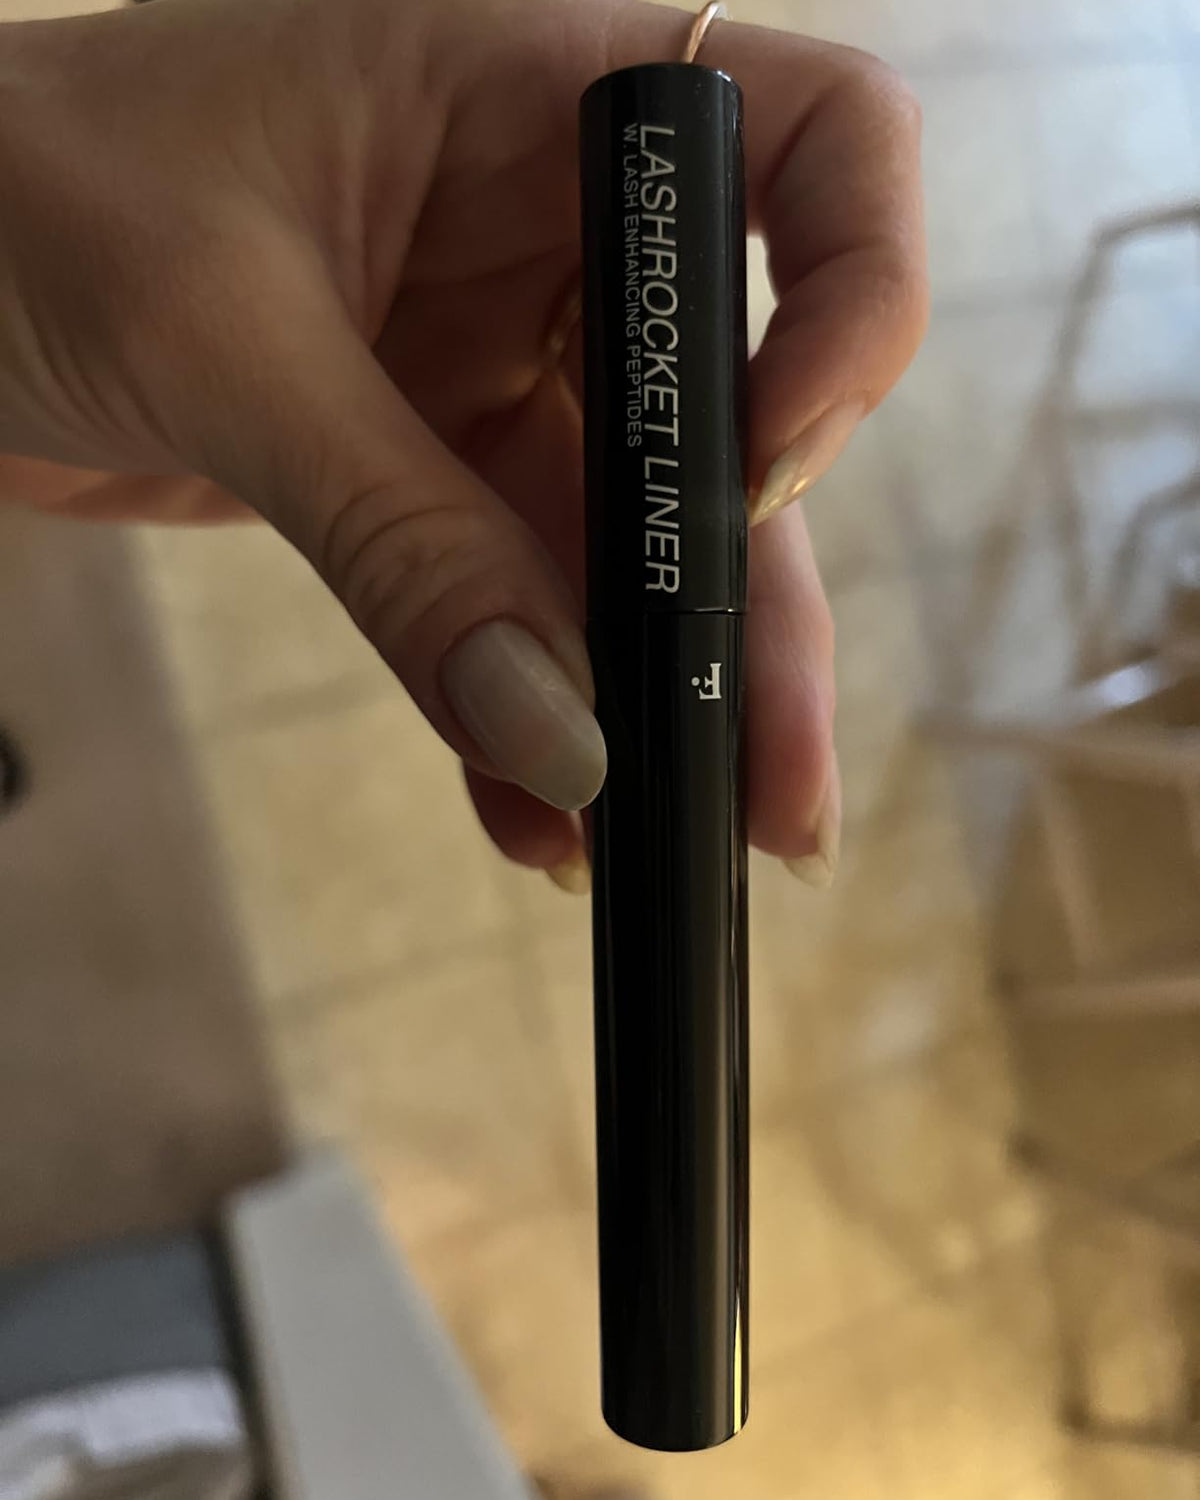 LASHROCKET LINER
W. LASH ENHANCING PEPTIDES
F.